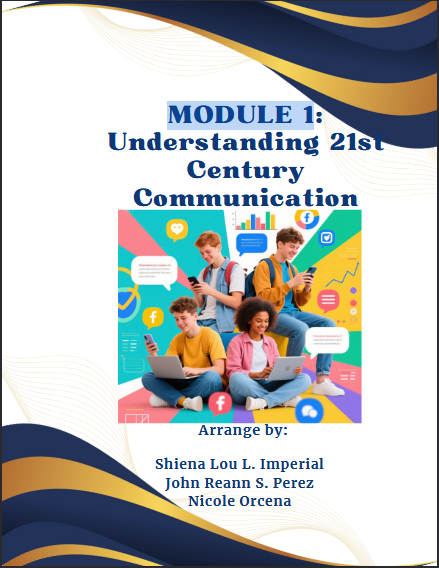 MODULE 1:
Understanding 21st
Century
Communication
Arrange by:
Shiena Lou L. Imperial
John Reann S. Perez
Nicole Orcena